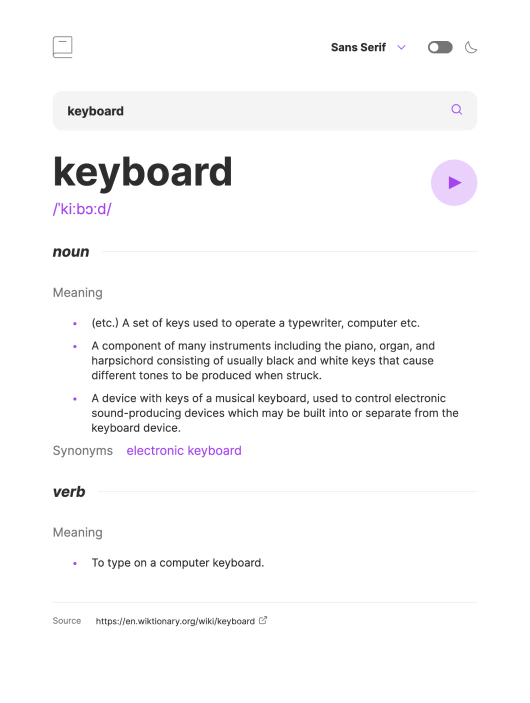 Sans Serif
keyboard
keyboard
/ˈkiːbɔːd/
noun
Meaning
(etc.) A set of keys used to operate a typewriter, computer etc.
A component of many instruments including the piano, organ, and
harpsichord consisting of usually black and white keys that cause
different tones to be produced when struck.
A device with keys of a musical keyboard, used to control electronic
sound-producing devices which may be built into or separate from the
keyboard device.
Synonyms electronic keyboard
verb
Meaning
To type on a computer keyboard.
Source https://en.wiktionary.org/wiki/keyboard